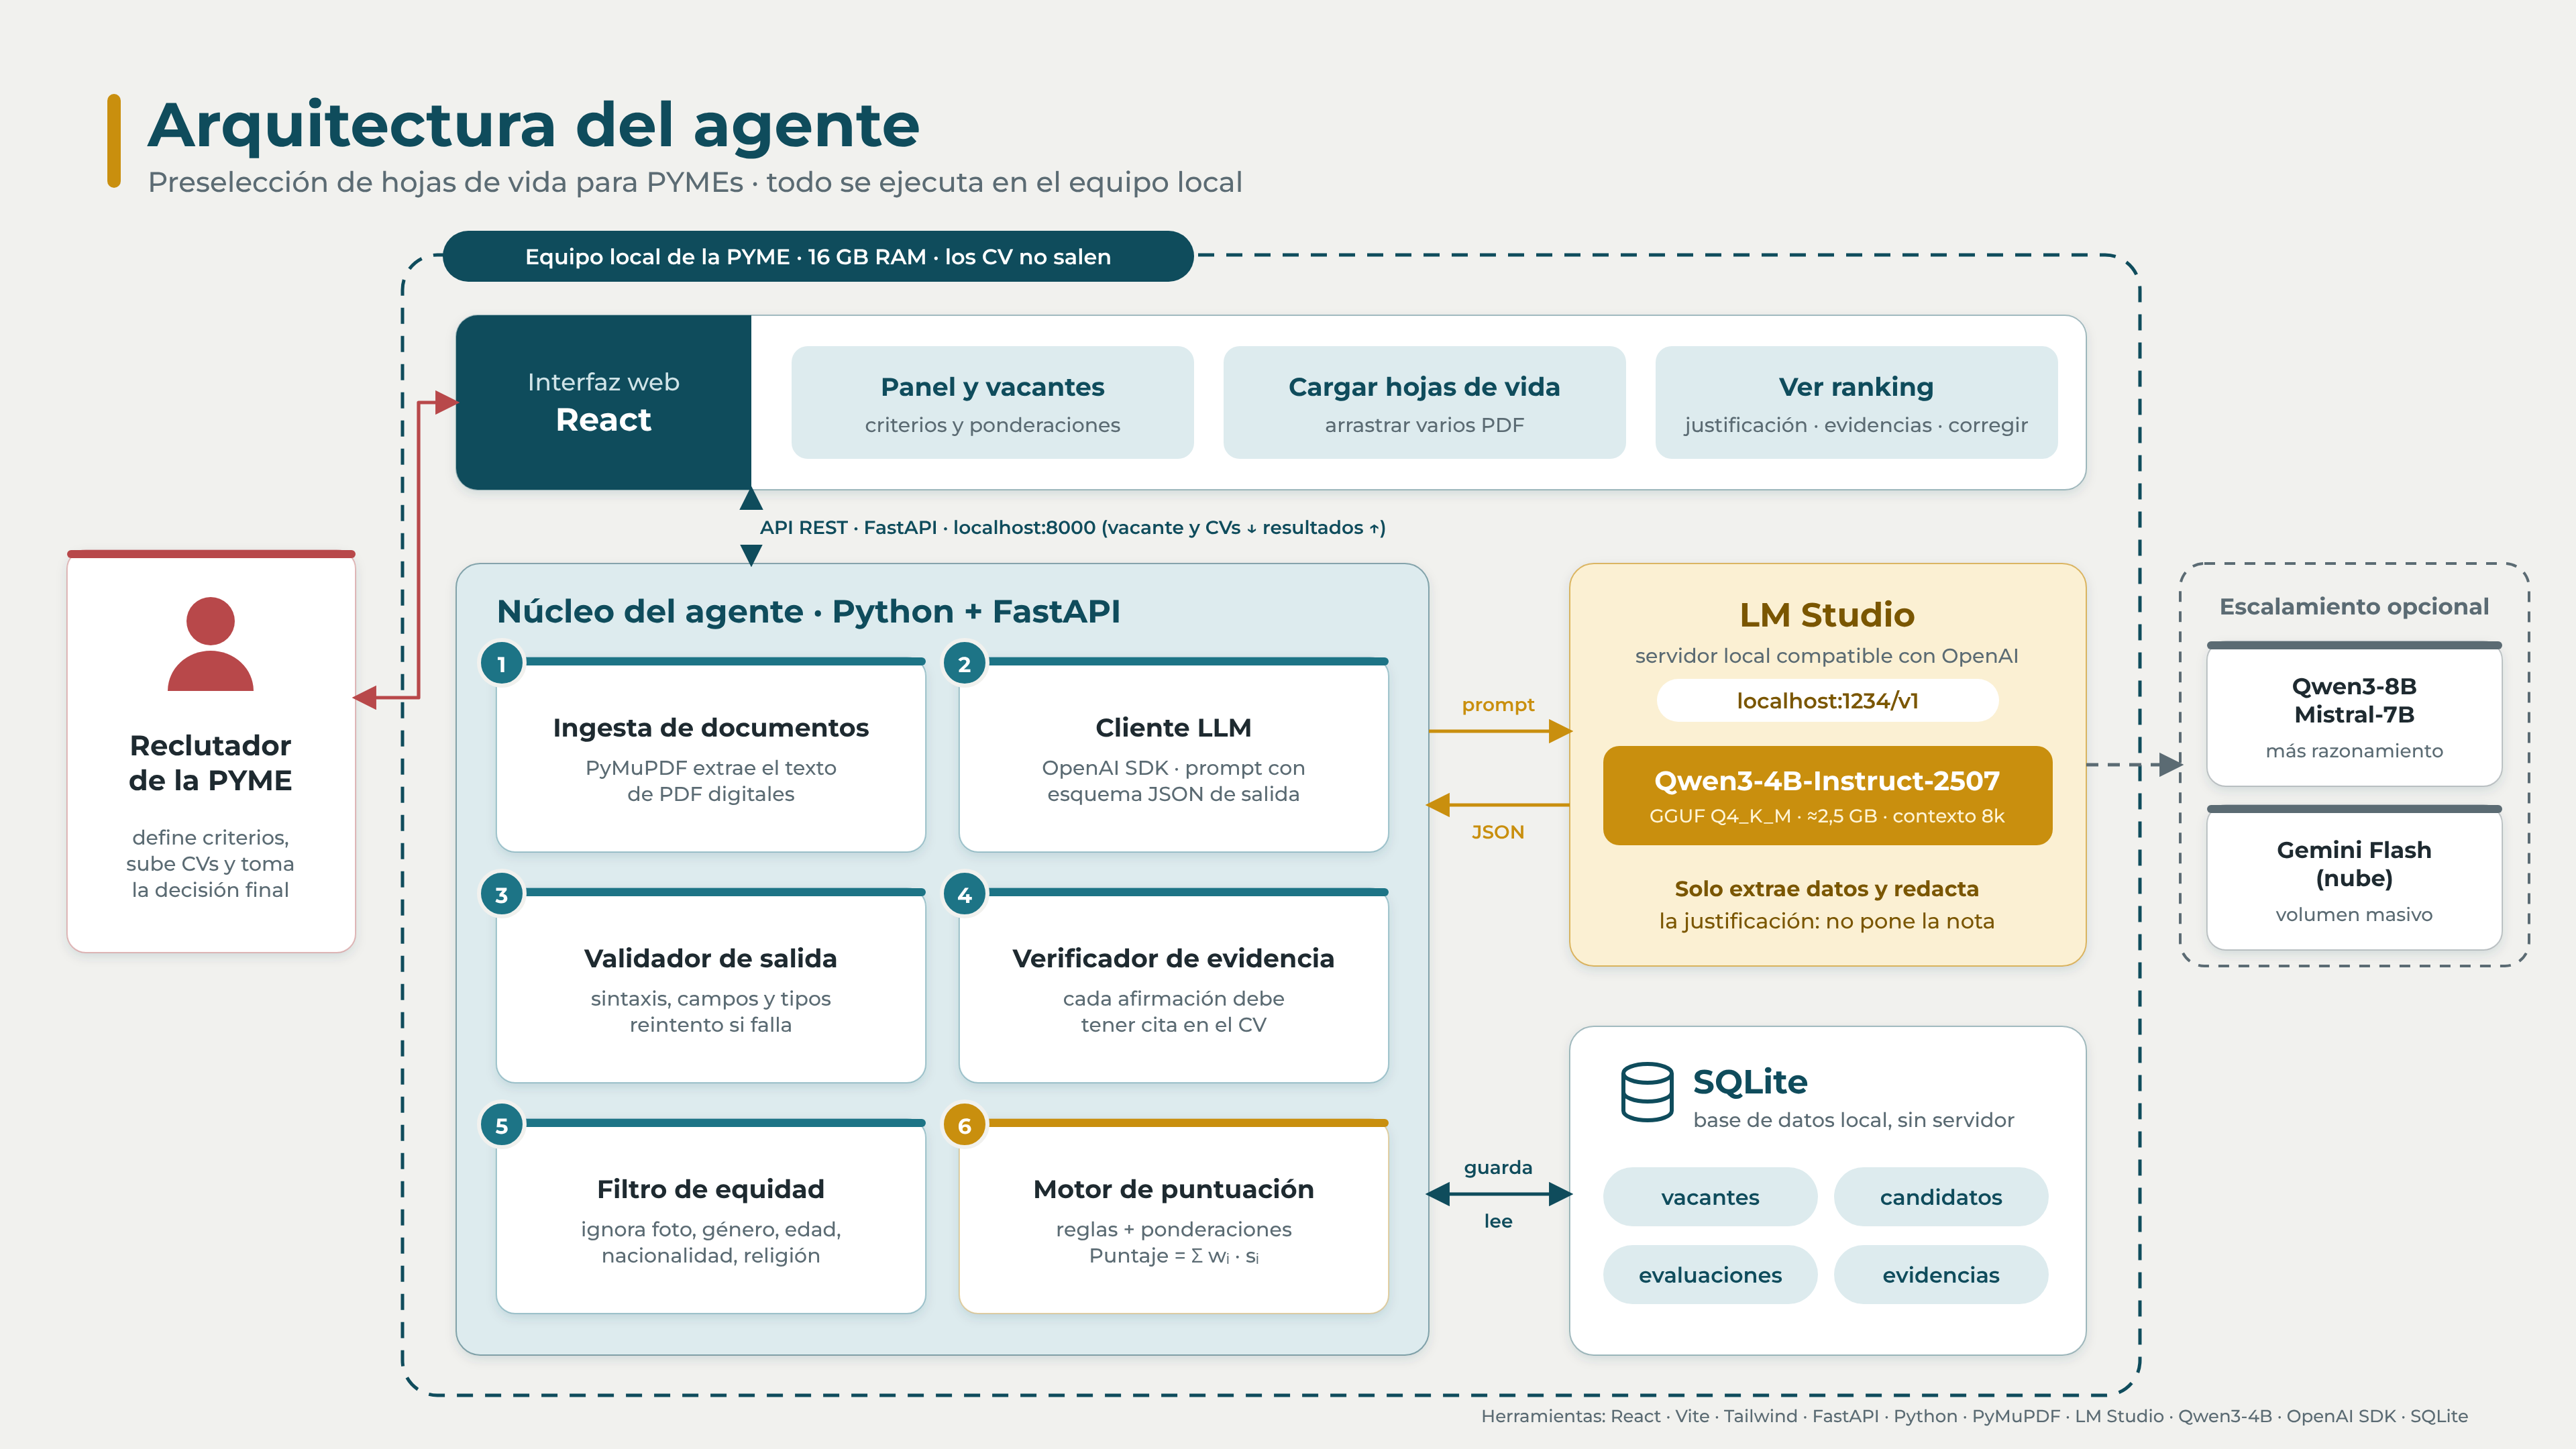 Arquitectura del agente
Preselección de hojas de vida para PYMEs · todo se ejecuta en el equipo local
Equipo local de la PYME · 16 GB RAM · los CV no salen
Interfaz web
React
Panel y vacantes
criterios y ponderaciones
Cargar hojas de vida
arrastrar varios PDF
Ver ranking
justificación · evidencias · corregir
API REST · FastAPI · localhost:8000 (vacante y CVs ↓ resultados ↑)
Reclutador
de la PYME
define criterios,
sube CVs y toma
la decisión final
Núcleo del agente · Python + FastAPI
1
Ingesta de documentos
PyMuPDF extrae el texto
de PDF digitales
2
Cliente LLM
OpenAI SDK · prompt con
esquema JSON de salida
3
Validador de salida
sintaxis, campos y tipos
reintento si falla
4
Verificador de evidencia
cada afirmación debe
tener cita en el CV
5
Filtro de equidad
ignora foto, género, edad,
nacionalidad, religión
6
Motor de puntuación
reglas + ponderaciones
Puntaje = Σ wᵢ · sᵢ
prompt
JSON
LM Studio
servidor local compatible con OpenAI
localhost:1234/v1
Qwen3-4B-Instruct-2507
GGUF Q4_K_M · ≈2,5 GB · contexto 8k
Solo extrae datos y redacta
la justificación: no pone la nota
guarda
lee
SQLite
base de datos local, sin servidor
vacantes
candidatos
evaluaciones
evidencias
Escalamiento opcional
Qwen3-8B
Mistral-7B
más razonamiento
Gemini Flash
(nube)
volumen masivo
Herramientas: React · Vite · Tailwind · FastAPI · Python · PyMuPDF · LM Studio · Qwen3-4B · OpenAI SDK · SQLite